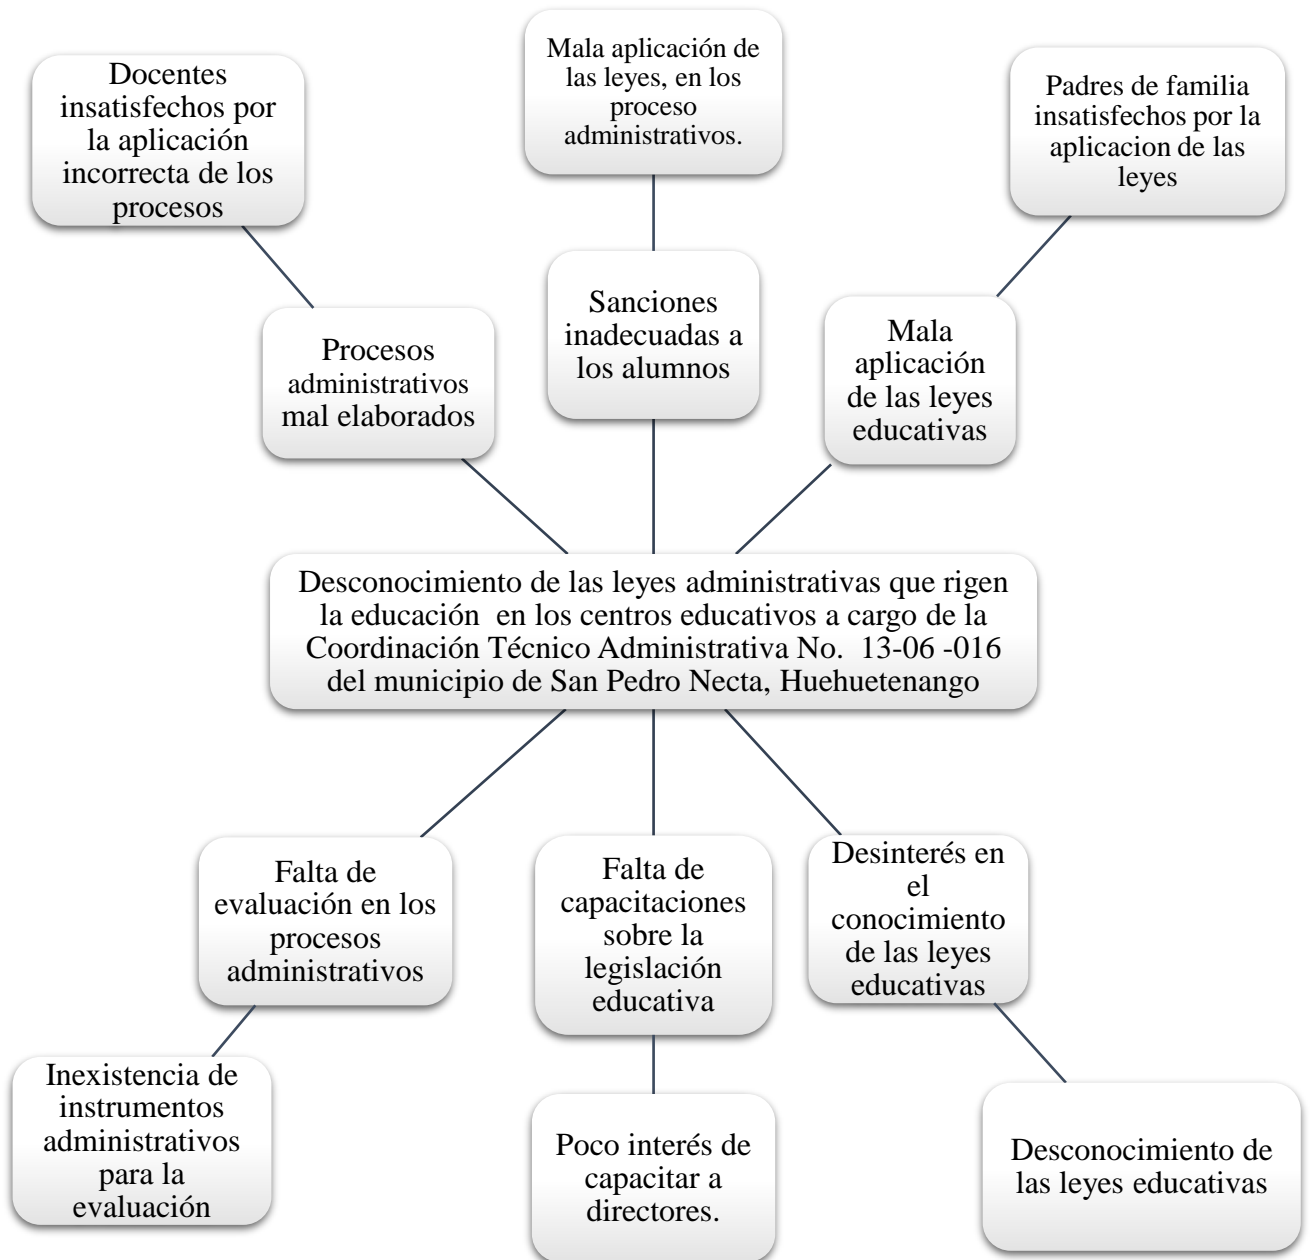 Docentes
insatisfechos por
la aplicación
incorrecta de los
procesos
Mala aplicación de
las leyes, en los
proceso
administrativos.
Padres de familia
insatisfechos por la
aplicacion de las
leyes
Procesos
administrativos
mal elaborados
Sanciones
inadecuadas a
los alumnos
Mala
aplicación
de las leyes
educativas
Desconocimiento de las leyes administrativas que rigen
la educación en los centros educativos a cargo de la
Coordinación Técnico Administrativa No. 13-06 -016
del municipio de San Pedro Necta, Huehuetenango
Falta de
evaluación en los
procesos
administrativos
Falta de
capacitaciones
sobre la
legislación
educativa
Desinterés en
el
conocimiento
de las leyes
educativas
Inexistencia de
instrumentos
administrativos
para la
evaluación
Poco interés de
capacitar a
directores.
Desconocimiento de
las leyes educativas